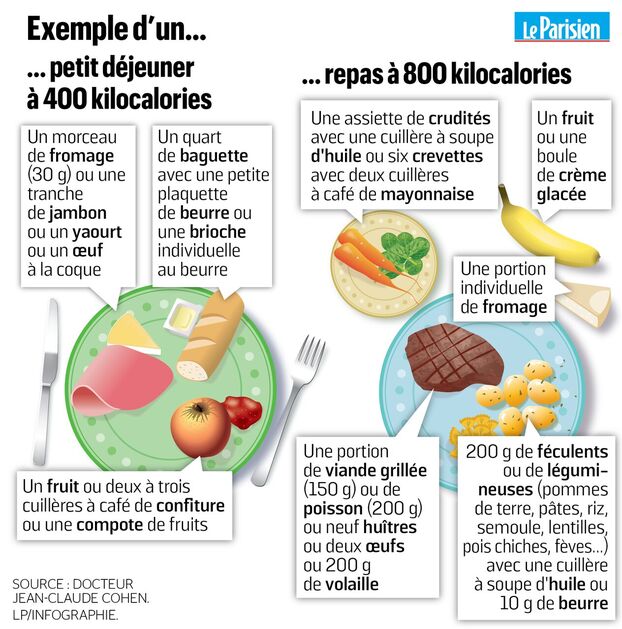 Exemple d'un...
... petit déjeuner
à 400 kilocalories
Le Parisien
... repas à 800 kilocalories
Un morceau
de fromage
(30 g) ou une
tranche
de jambon
ou un yaourt
ou un œuf
à la coque
Un quart
de baguette
avec une petite
plaquette
de beurre ou
une brioche
individuelle
au beurre
Une assiette de crudités
avec une cuillère à soupe
d'huile ou six crevettes
avec deux cuillères
à café de mayonnaise
Un fruit
ou une
boule
de crème
glacée
Une portion
individuelle
de fromage
Un fruit ou deux à trois
cuillères à café de confiture
ou une compote de fruits
Une portion
de viande grillée
(150 g) ou de
poisson (200 g)
ou neuf huîtres
ou deux œufs
ou 200 g
de volaille
200 g de féculents
ou de légumi-
neuses (pommes
de terre, pâtes, riz,
semoule, lentilles,
pois chiches, fèves...)
avec une cuillère
à soupe d'huile ou
10 g de beurre
SOURCE : DOCTEUR
JEAN-CLAUDE COHEN.
LP/INFOGRAPHIE.